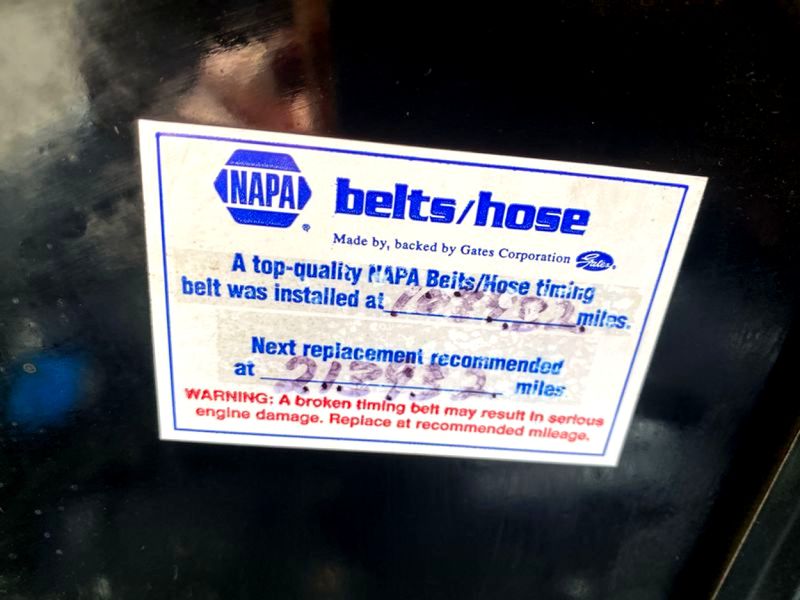 NAPA ®
belts/hose
Made by, backed by Gates Corporation Gates®
A top-quality NAPA Belts/Hose timing
belt was installed at miles.
Next replacement recommended
at miles
WARNING: A broken timing belt may result in serious
engine damage. Replace at recommended mileage.